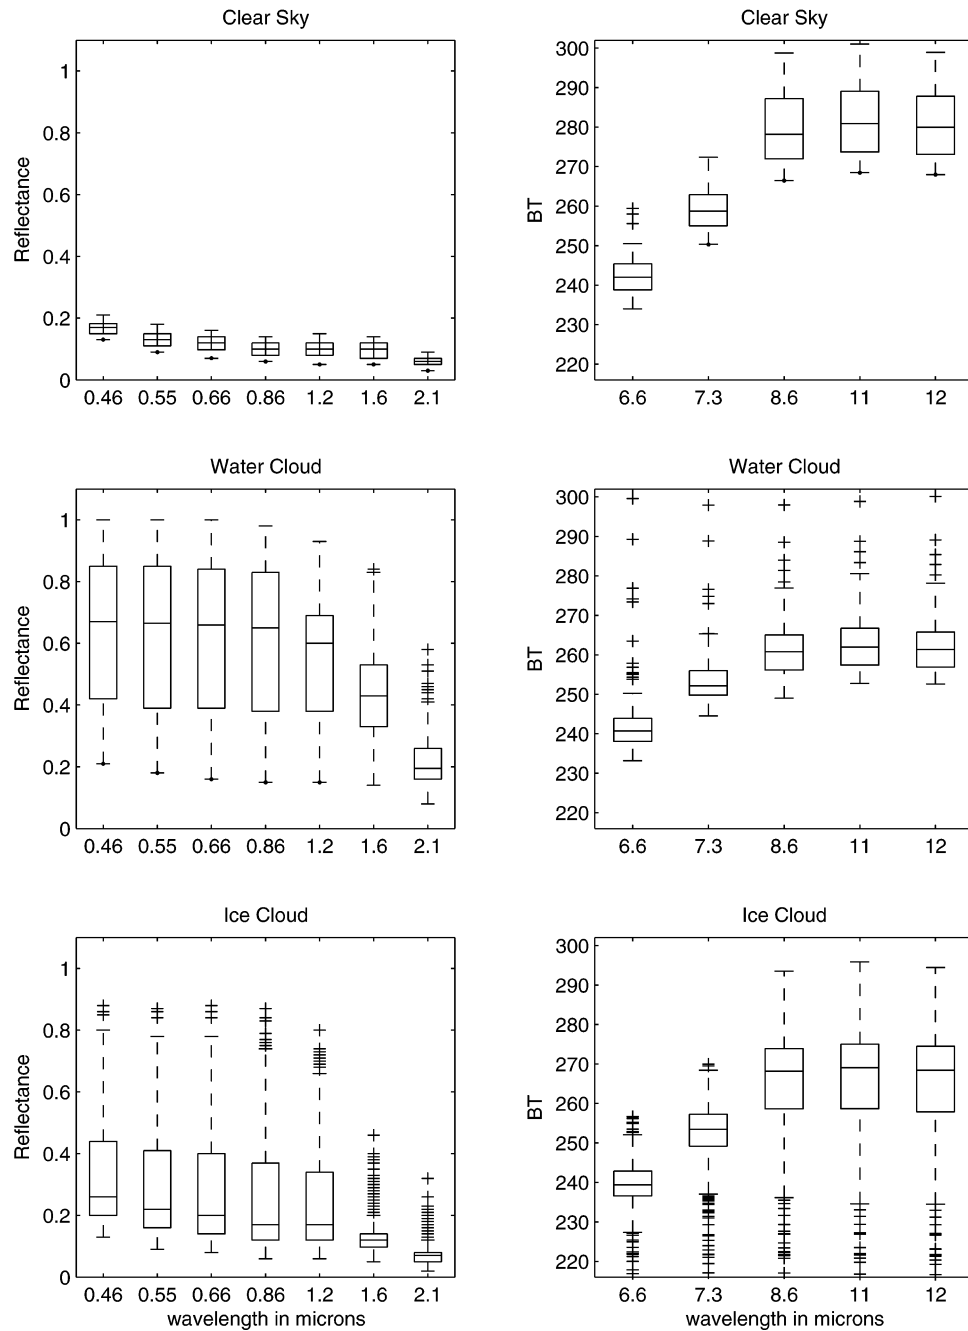 Clear Sky
1
0.8
0.6
0.4
0.2
0
Reflectance
0.46 0.55 0.66 0.86 1.2 1.6 2.1
Clear Sky
300
290
280
270
260
250
240
230
220
BT
6.6 7.3 8.6 11 12
Water Cloud
1
0.8
0.6
0.4
0.2
0
Reflectance
0.46 0.55 0.66 0.86 1.2 1.6 2.1
Water Cloud
300
290
280
270
260
250
240
230
220
BT
6.6 7.3 8.6 11 12
Ice Cloud
1
0.8
0.6
0.4
0.2
0
Reflectance
0.46 0.55 0.66 0.86 1.2 1.6 2.1
wavelength in microns
Ice Cloud
300
290
280
270
260
250
240
230
220
BT
6.6 7.3 8.6 11 12
wavelength in microns